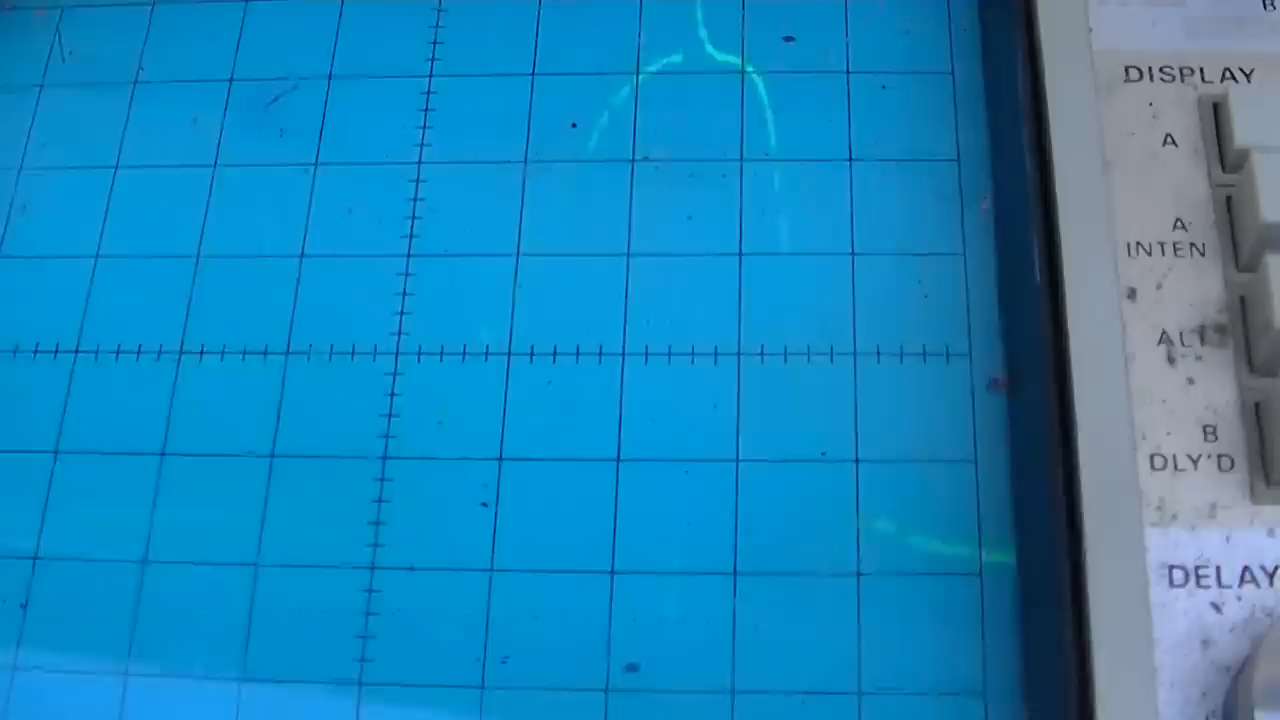 B
DISPLAY
A
A
INTEN
ALT
B
DLY'D
DELAY